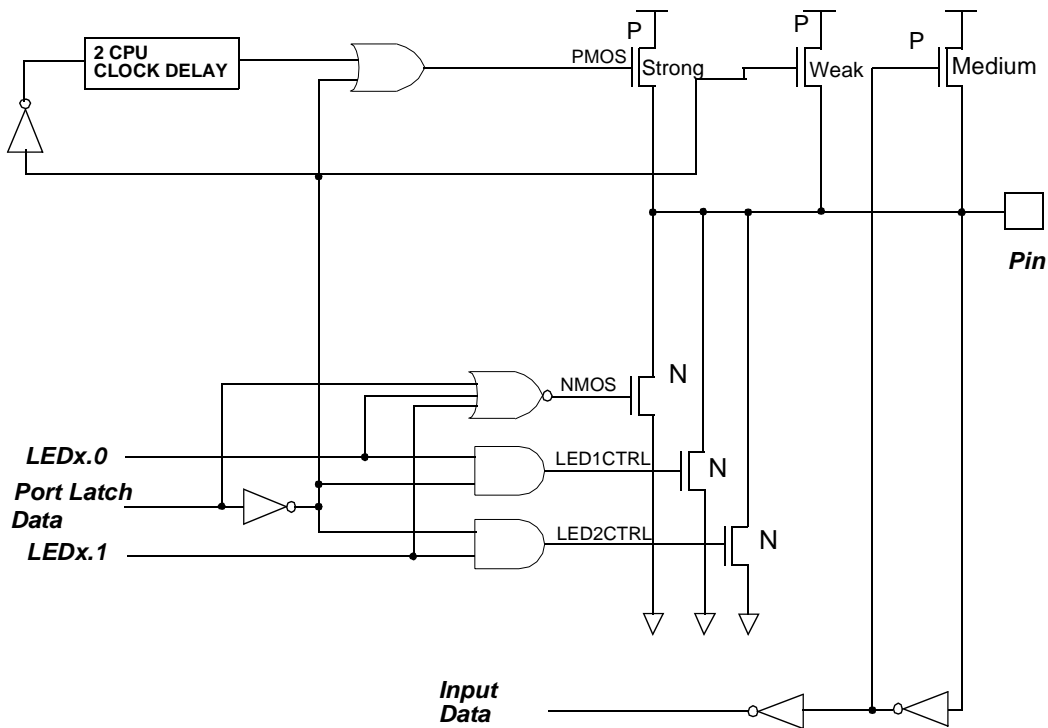 P
P
P
2 CPU
CLOCK DELAY
PMOS
Strong
Weak
Medium
Pin
NMOS
N
LEDx.0
LED1CTRL
N
Port Latch
Data
LEDx.1
LED2CTRL
N
Input
Data